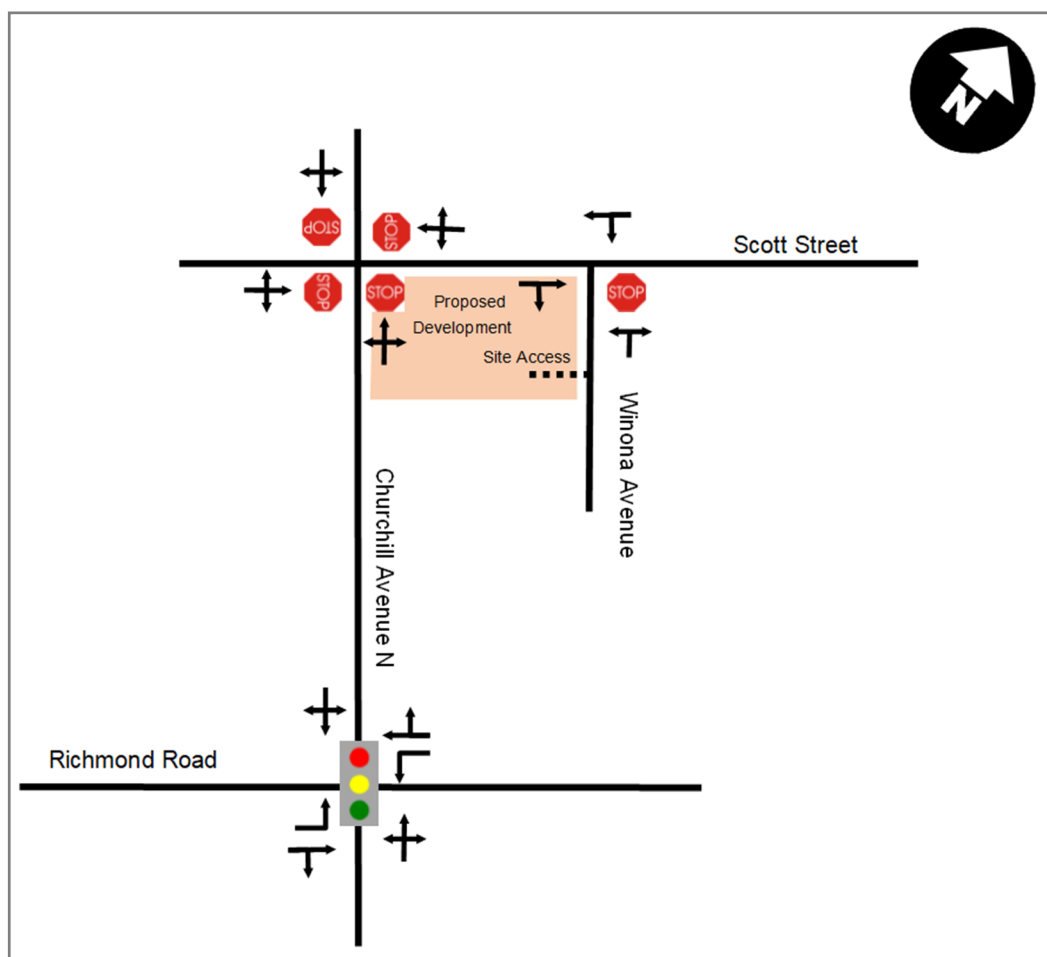 N
STOP
STOP
Scott Street
STOP
STOP
Proposed
Development
STOP
Site Access
Winona Avenue
Churchill Avenue N
Richmond Road